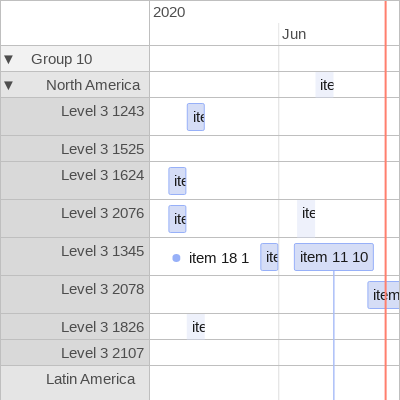 2020
Jun
▼ Group 10
▼ North America ite
Level 3 1243 ite
Level 3 1525
Level 3 1624 ite
Level 3 2076 ite ite
Level 3 1345 item 18 1 ite item 11 10
Level 3 2078 item
Level 3 1826 ite
Level 3 2107
Latin America